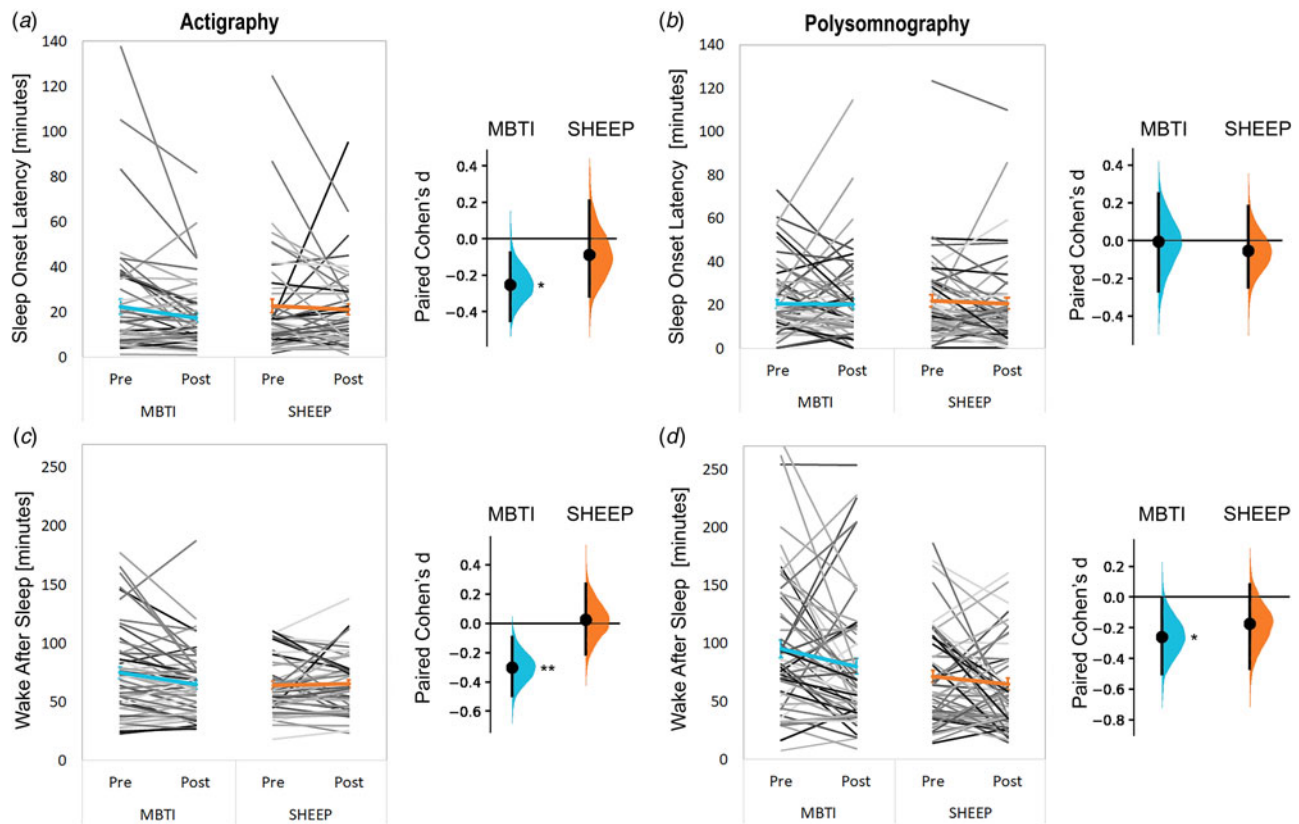 (a) Actigraphy
Sleep Onset Latency [minutes]
140
120
100
80
60
40
20
0
Pre Post Pre Post
MBTI SHEEP
MBTI SHEEP
Paired Cohen's d
0.4
0.2
0.0
−0.2
−0.4
*
(b) Polysomnography
Sleep Onset Latency [minutes]
140
120
100
80
60
40
20
0
Pre Post Pre Post
MBTI SHEEP
MBTI SHEEP
Paired Cohen's d
0.4
0.2
0.0
−0.2
−0.4
(c)
Wake After Sleep [minutes]
250
200
150
100
50
0
Pre Post Pre Post
MBTI SHEEP
MBTI SHEEP
Paired Cohen's d
0.4
0.2
0.0
−0.2
−0.4
−0.6
**
(d)
Wake After Sleep [minutes]
250
200
150
100
50
0
Pre Post Pre Post
MBTI SHEEP
MBTI SHEEP
Paired Cohen's d
0.2
0.0
−0.2
−0.4
−0.6
−0.8
*